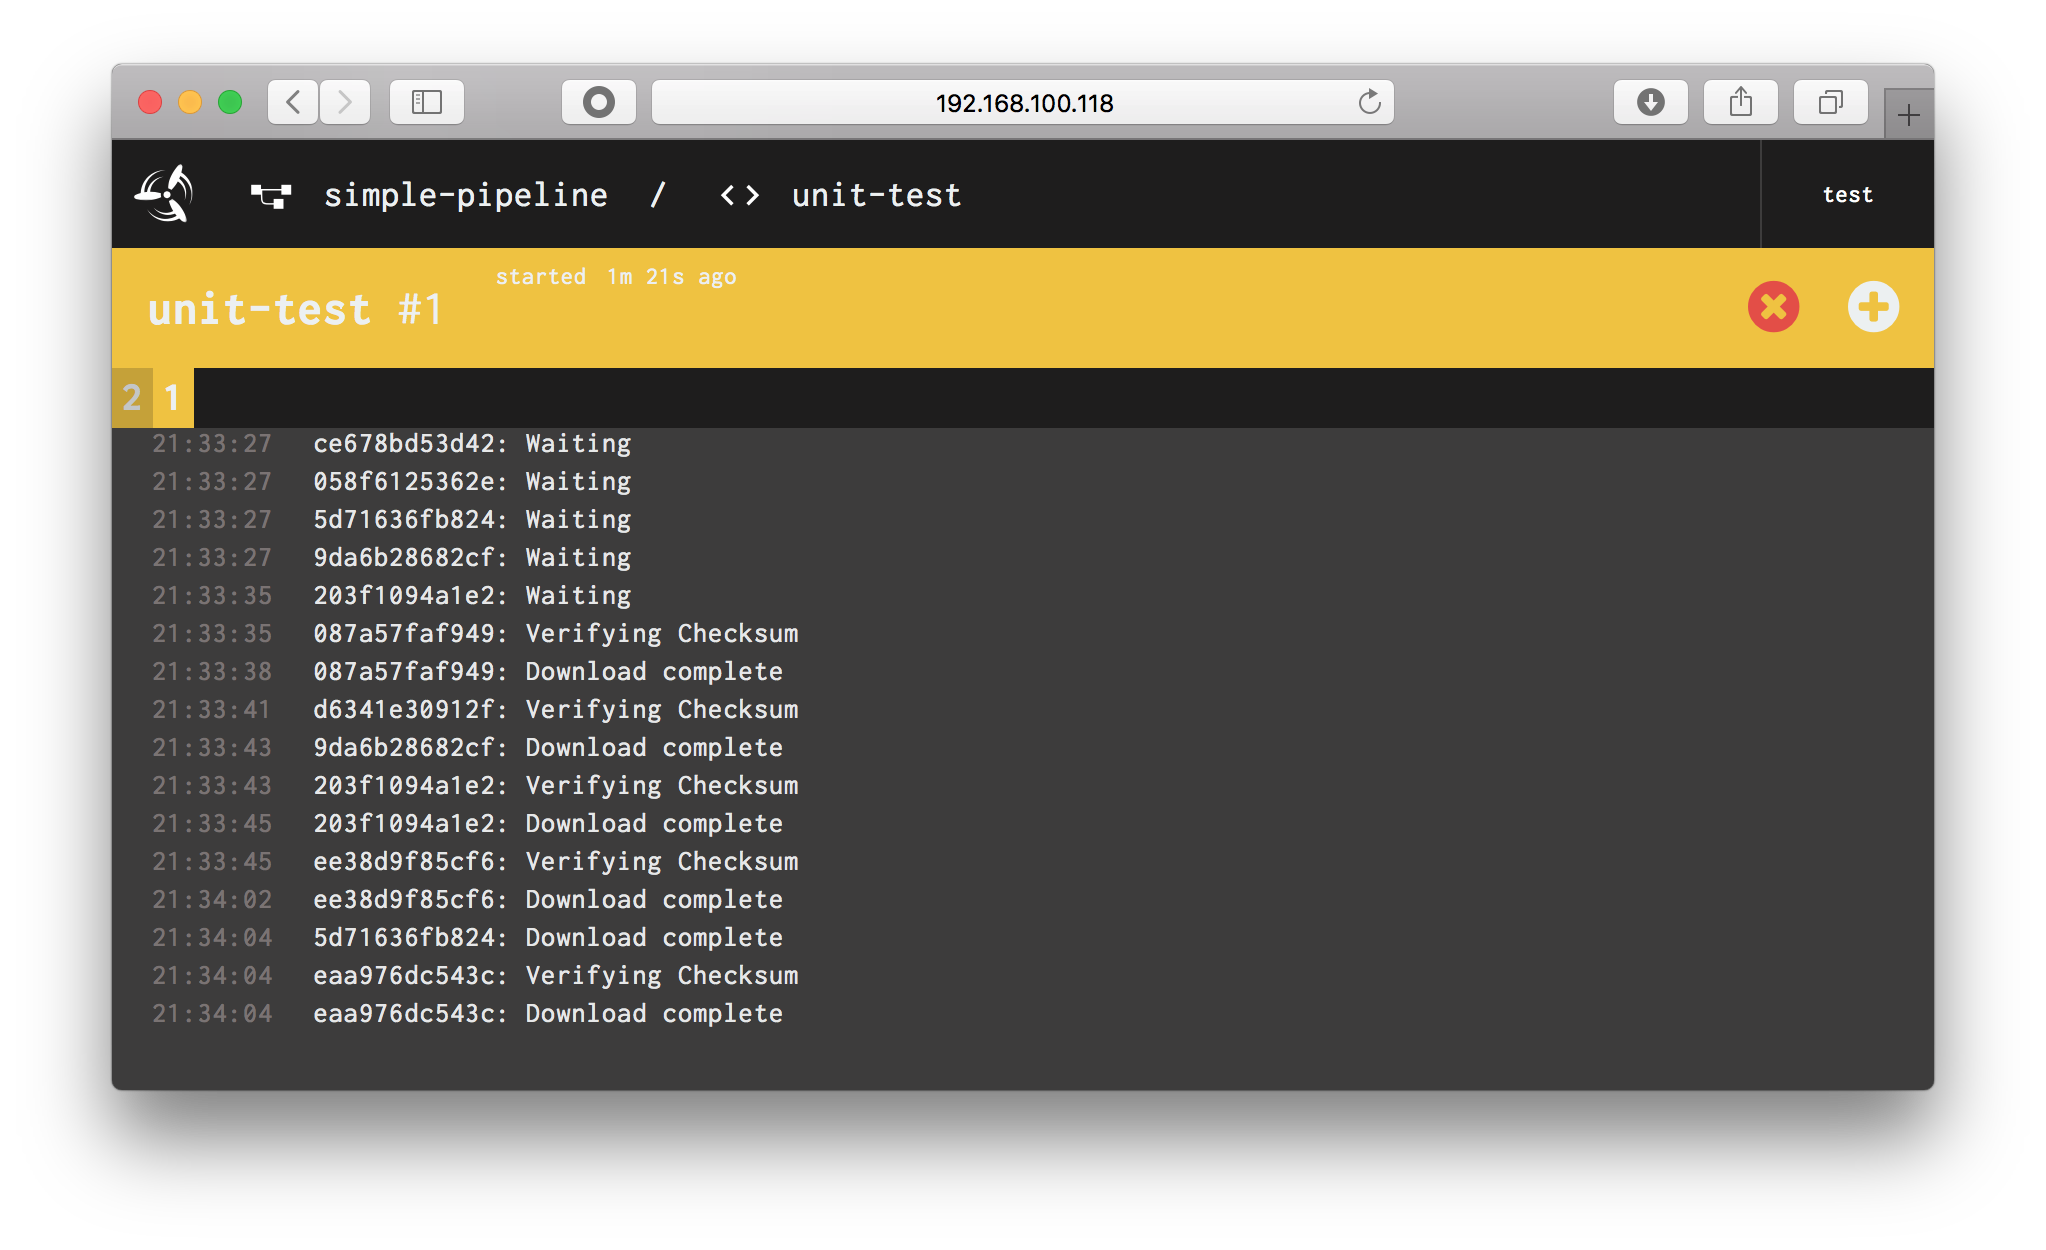 192.168.100.118
simple-pipeline / <> unit-test test
started 1m 21s ago
unit-test #1
2 1
21:33:27 ce678bd53d42: Waiting
21:33:27 058f6125362e: Waiting
21:33:27 5d71636fb824: Waiting
21:33:27 9da6b28682cf: Waiting
21:33:35 203f1094a1e2: Waiting
21:33:35 087a57faf949: Verifying Checksum
21:33:38 087a57faf949: Download complete
21:33:41 d6341e30912f: Verifying Checksum
21:33:43 9da6b28682cf: Download complete
21:33:43 203f1094a1e2: Verifying Checksum
21:33:45 203f1094a1e2: Download complete
21:33:45 ee38d9f85cf6: Verifying Checksum
21:34:02 ee38d9f85cf6: Download complete
21:34:04 5d71636fb824: Download complete
21:34:04 eaa976dc543c: Verifying Checksum
21:34:04 eaa976dc543c: Download complete